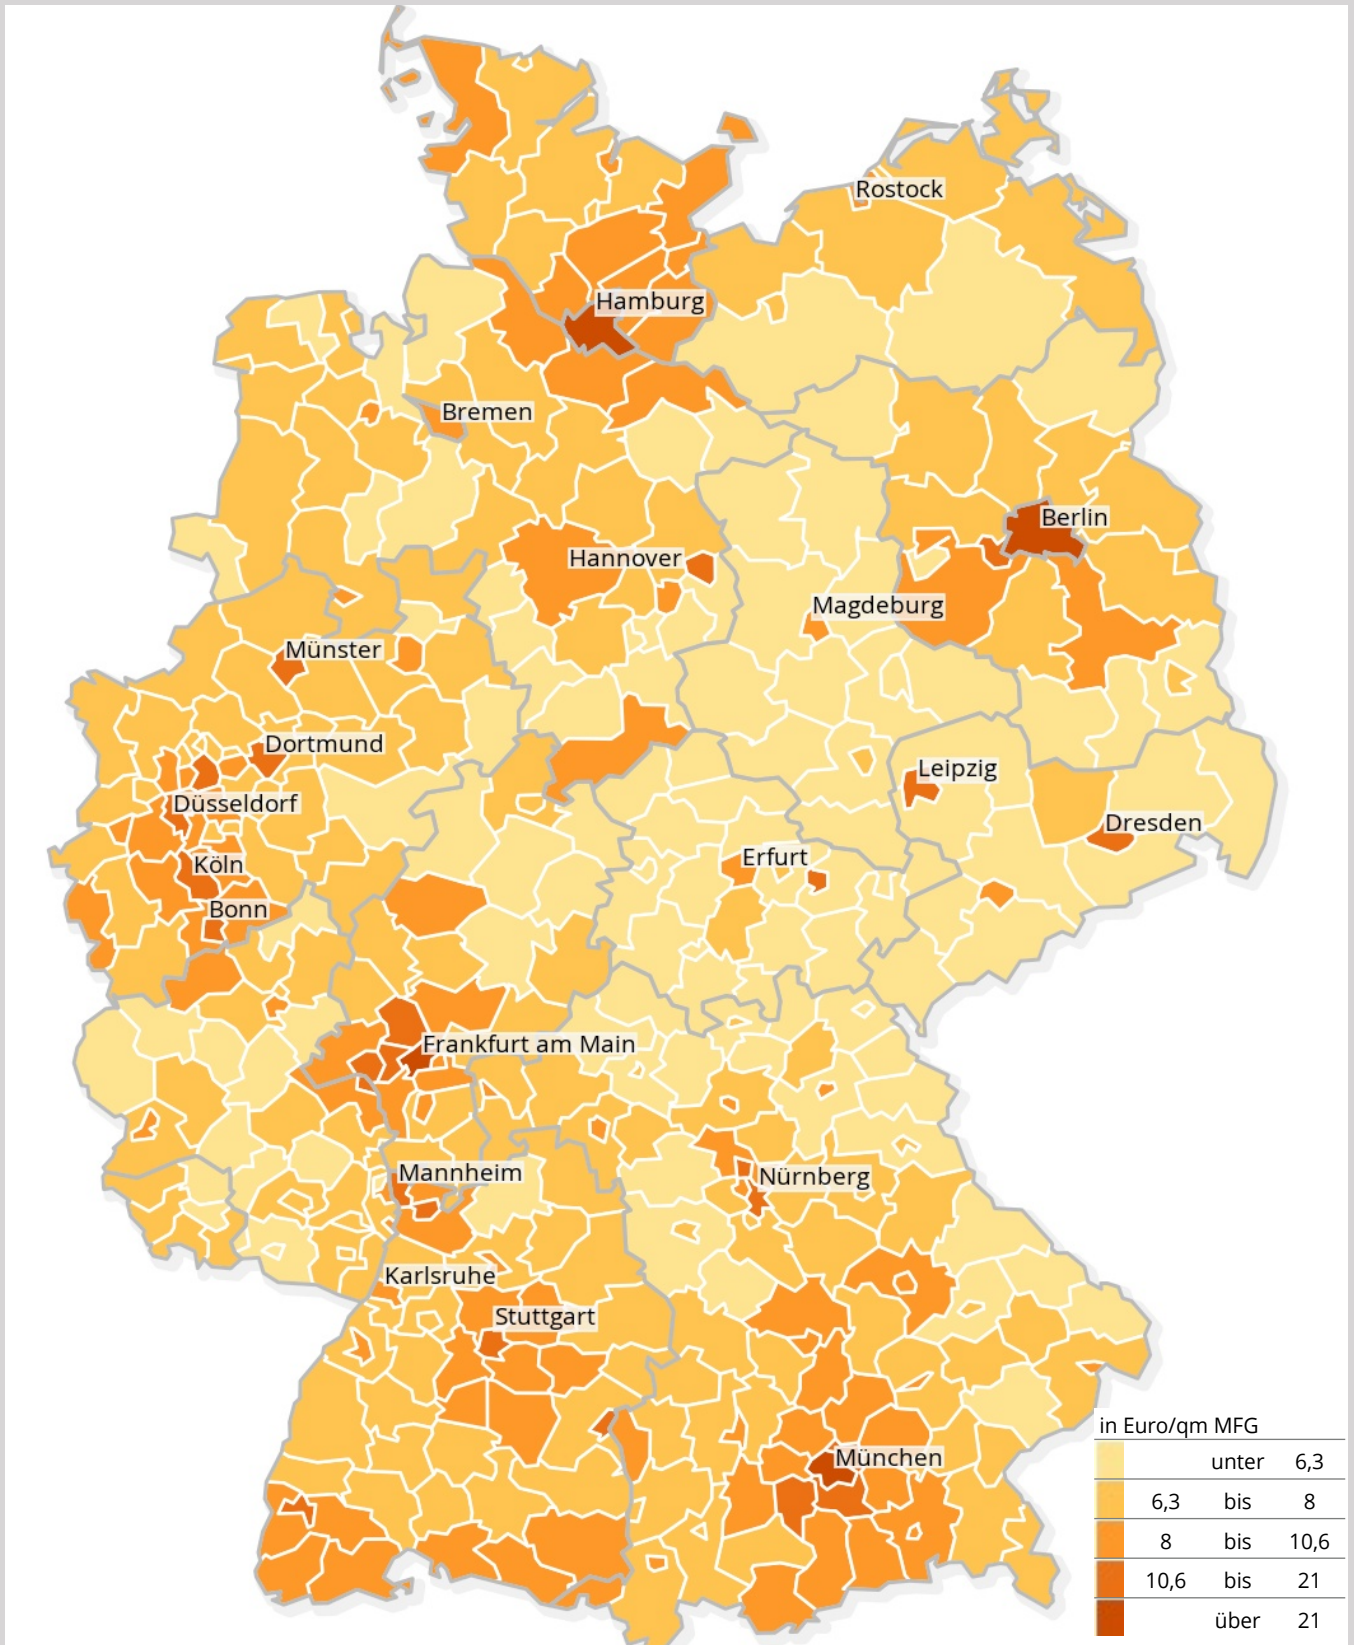 Rostock
Hamburg
Bremen
Berlin
Hannover
Magdeburg
Münster
Dortmund
Leipzig
Düsseldorf
Dresden
Köln
Erfurt
Bonn
Frankfurt am Main
Mannheim
Nürnberg
Karlsruhe
Stuttgart
München
in Euro/qm MFG
unter 6,3
6,3 bis 8
8 bis 10,6
10,6 bis 21
über 21